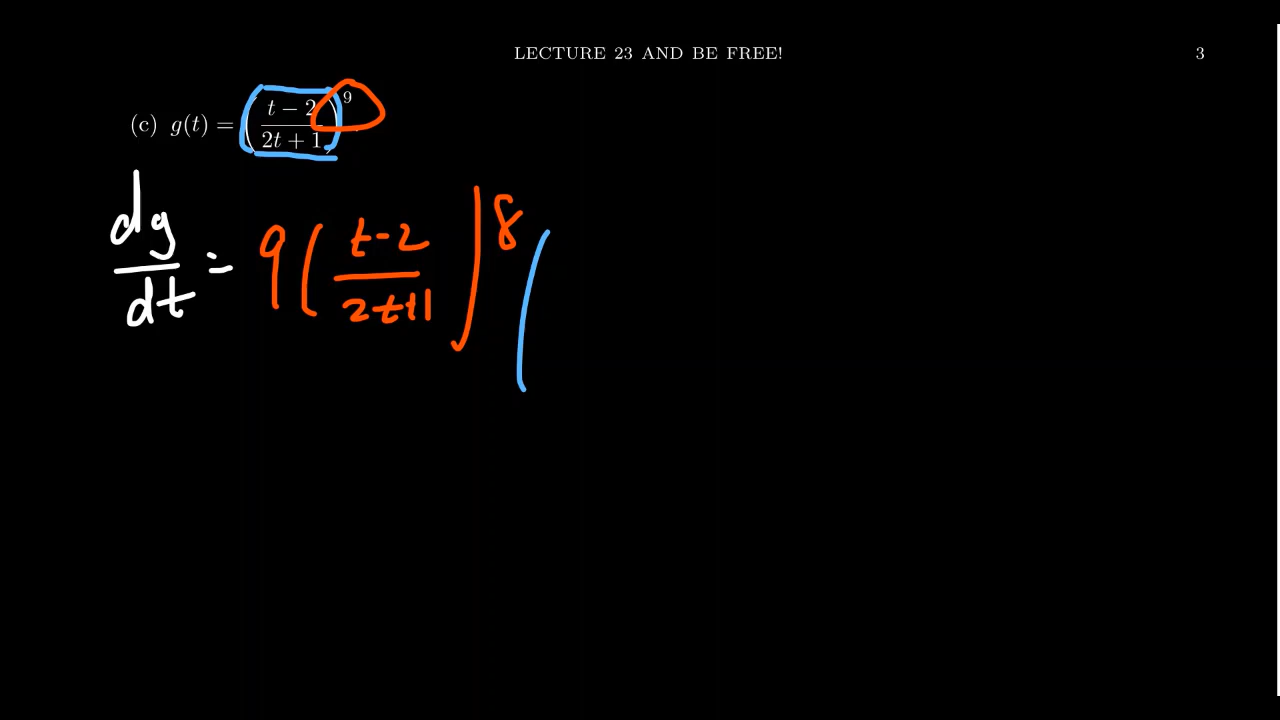 LECTURE 23 AND BE FREE! 3
(c) g(t) = ((t − 2)/(2t + 1))^9
dg/dt = 9 ((t-2)/(2t+1))^8 (